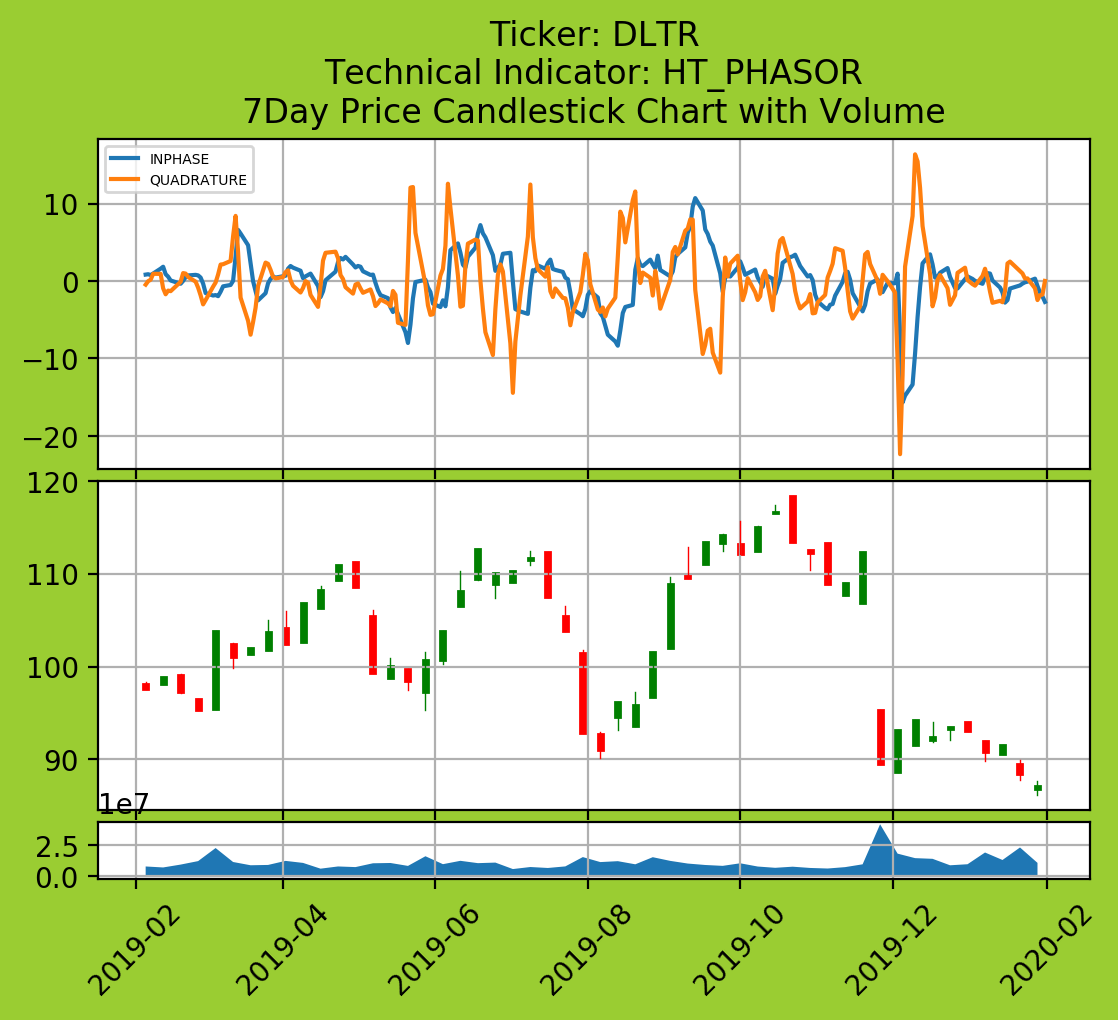 Ticker: DLTR
Technical Indicator: HT_PHASOR
7Day Price Candlestick Chart with Volume
INPHASE
QUADRATURE
10
0
−10
−20
120
110
100
90
1e7
2.5
0.0
2019-02
2019-04
2019-06
2019-08
2019-10
2019-12
2020-02